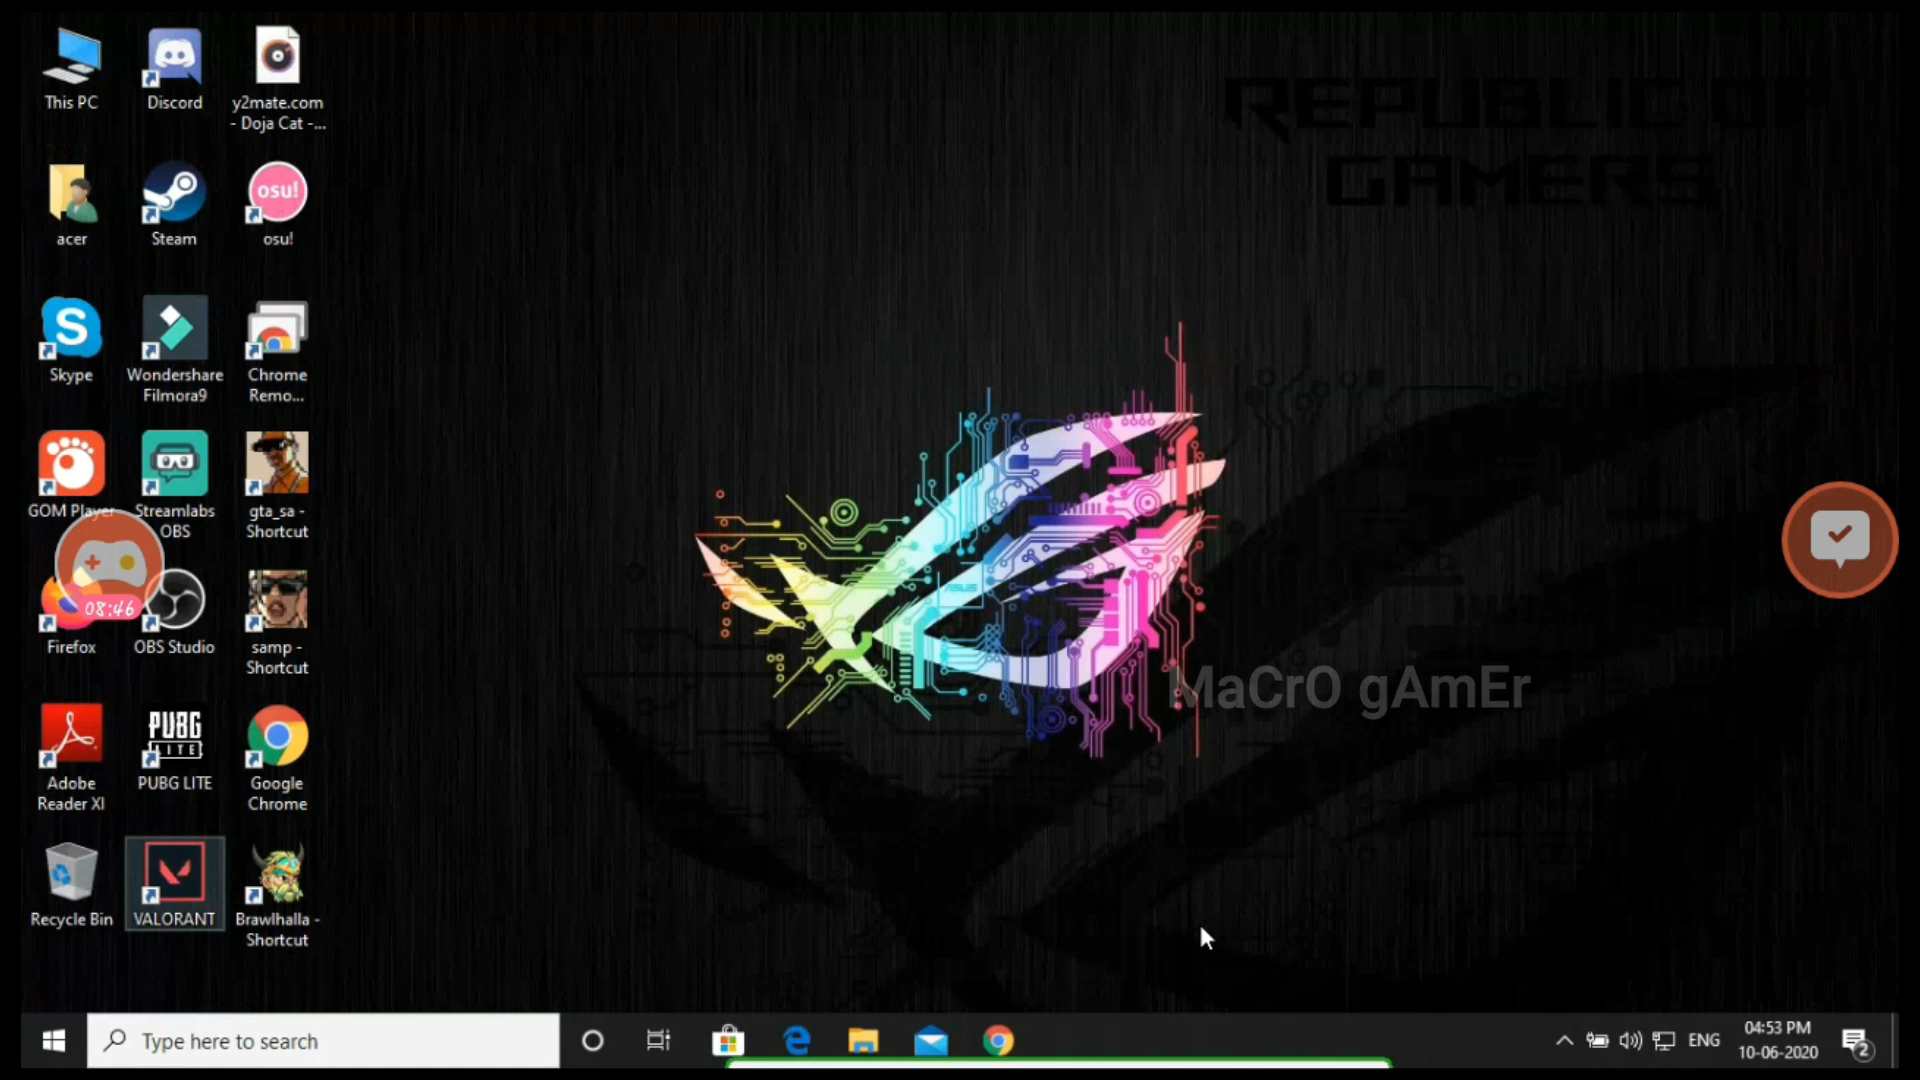 REPUBLIC OF
GAMERS
This PC
Discord
y2mate.com
- Doja Cat -...
acer
Steam
osu!
osu!
Skype
Wondershare
Filmora9
Chrome
Remo...
GOM Player
Streamlabs
OBS
gta_sa -
Shortcut
08:46
Firefox
OBS Studio
samp -
Shortcut
MaCrO gAmEr
PUBG
LITE
Adobe
Reader XI
PUBG LITE
Google
Chrome
Recycle Bin
VALORANT
Brawlhalla -
Shortcut
Type here to search
ENG
04:53 PM
10-06-2020
2